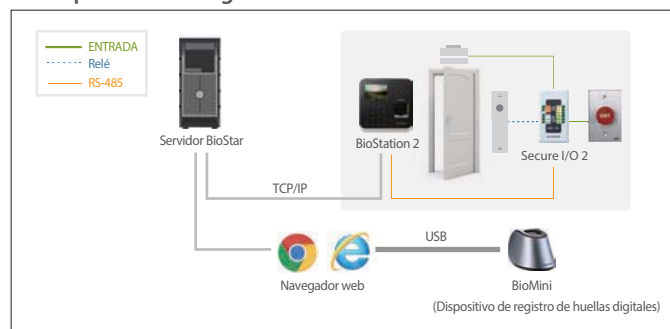 ENTRADA
Relé
RS-485
Servidor BioStar
BioStation 2
EXIT
Secure I/O 2
TCP/IP
USB
Navegador web
BioMini
(Dispositivo de registro de huellas digitales)